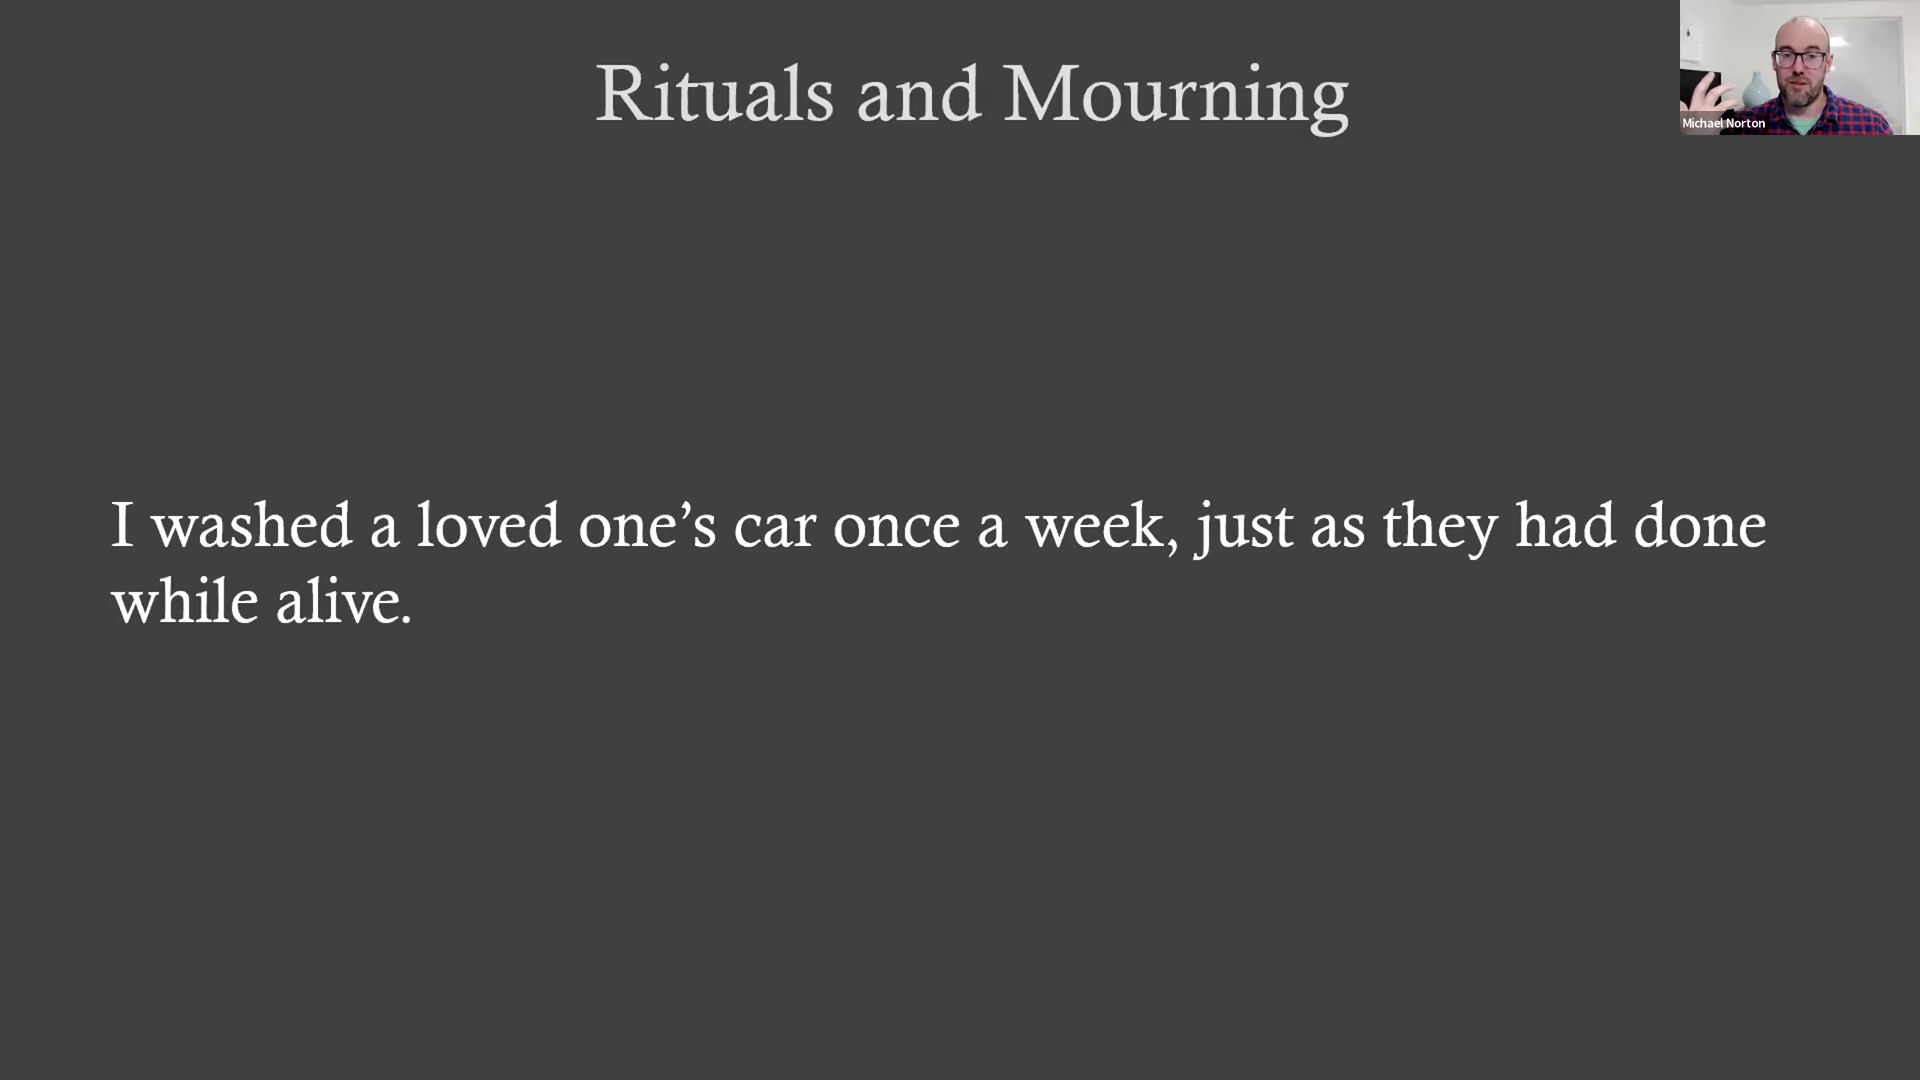 Rituals and Mourning
Michael Norton
I washed a loved one’s car once a week, just as they had done
while alive.